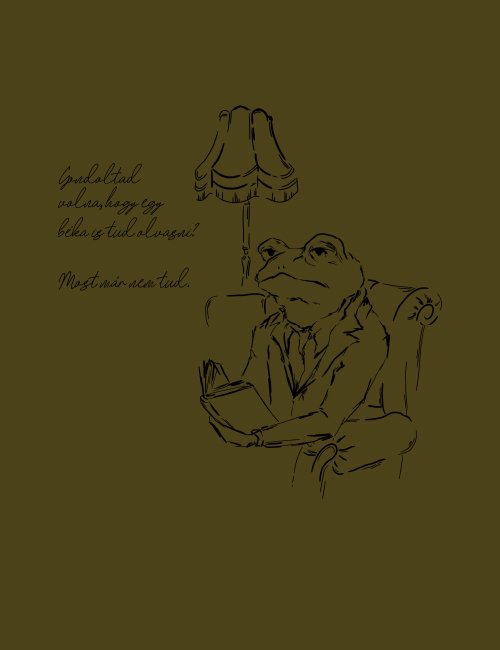 Gondoltad
volna, hogy egy
béka is tud olvasni?
Most már nem tud.